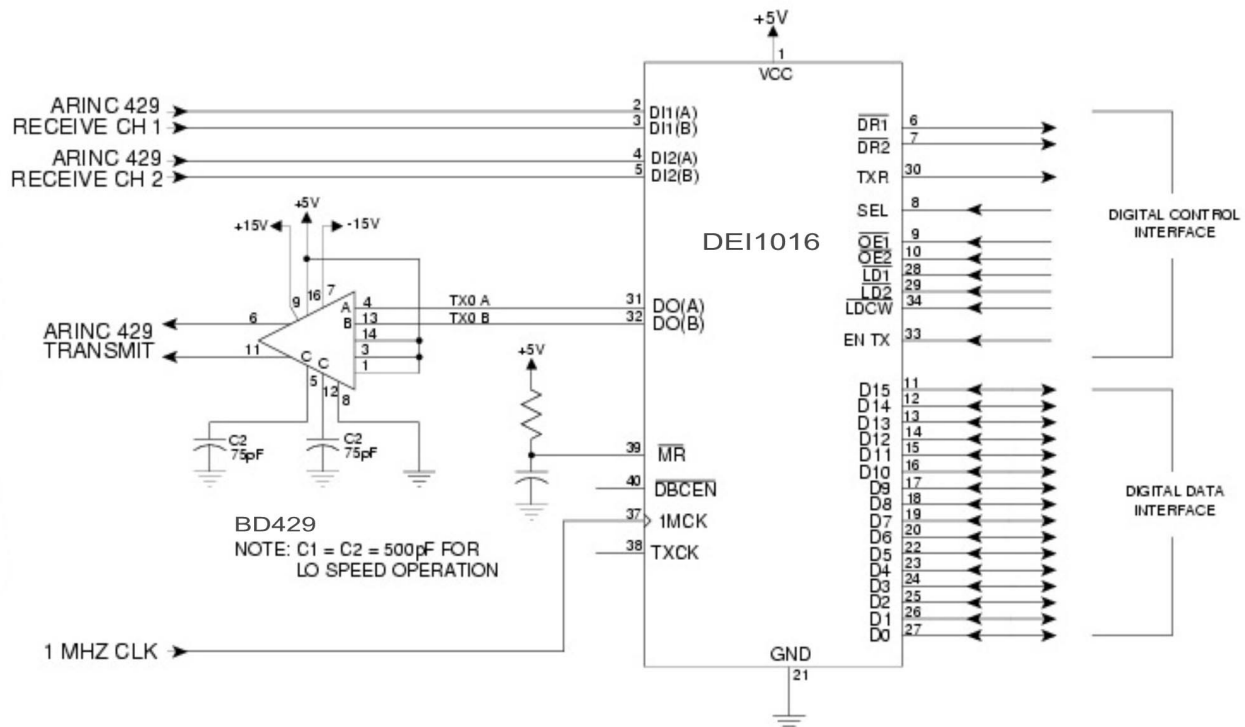 +5V
1
VCC
ARINC 429
RECEIVE CH 1
2
DI1(A)
3
DI1(B)
ARINC 429
RECEIVE CH 2
4
DI2(A)
5
DI2(B)
DR1
6
DR2
7
TXR
30
SEL
8
OE1
9
OE2
10
LD1
28
LD2
29
LDCW
34
EN TX
33
DIGITAL CONTROL
INTERFACE
DEI1016
+5V
+15V
-15V
9
16
7
A
4
TX0 A
31
DO(A)
B
13
TX0 B
32
DO(B)
14
3
1
6
11
ARINC 429
TRANSMIT
C
C
5
12
8
C2
75pF
C2
75pF
+5V
39
MR
40
DBCEN
37
1MCK
38
TXCK
BD429
NOTE: C1 = C2 = 500pF FOR
LO SPEED OPERATION
1 MHZ CLK
D15
11
D14
12
D13
13
D12
14
D11
15
D10
16
D9
17
D8
18
D7
19
D6
20
D5
22
D4
23
D3
24
D2
25
D1
26
D0
27
DIGITAL DATA
INTERFACE
GND
21